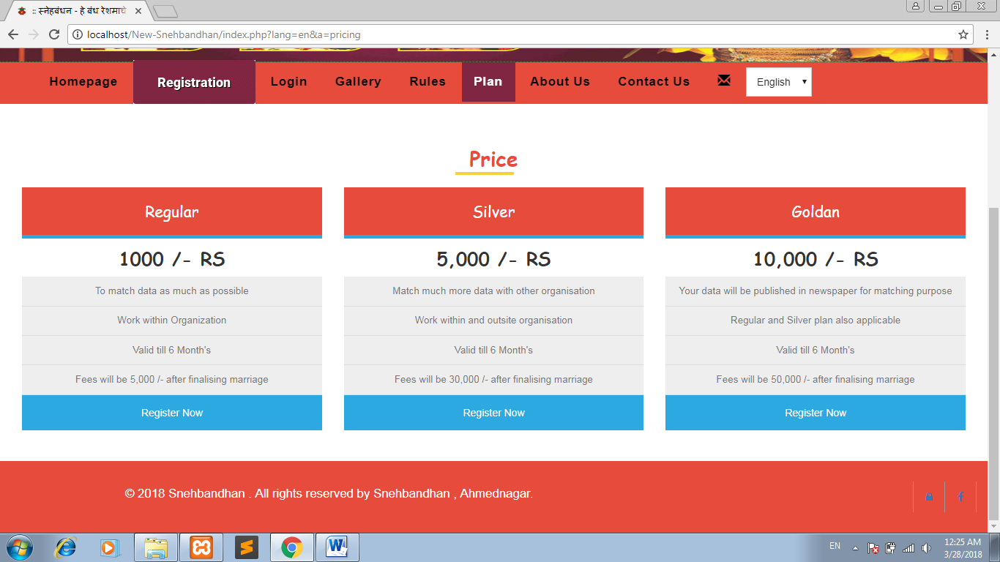 :: स्नेहबंधन - हे बंध रेशमाचे
localhost/New-Snehbandhan/index.php?lang=en&a=pricing
Homepage Registration Login Gallery Rules Plan About Us Contact Us English
Price
Regular
1000 /- RS
To match data as much as possible
Work within Organization
Valid till 6 Month's
Fees will be 5,000 /- after finalising marriage
Register Now
Silver
5,000 /- RS
Match much more data with other organisation
Work within and outsite organisation
Valid till 6 Month's
Fees will be 30,000 /- after finalising marriage
Register Now
Goldan
10,000 /- RS
Your data will be published in newspaper for matching purpose
Regular and Silver plan also applicable
Valid till 6 Month's
Fees will be 50,000 /- after finalising marriage
Register Now
© 2018 Snehbandhan . All rights reserved by Snehbandhan , Ahmednagar.
EN
12:25 AM
3/28/2018